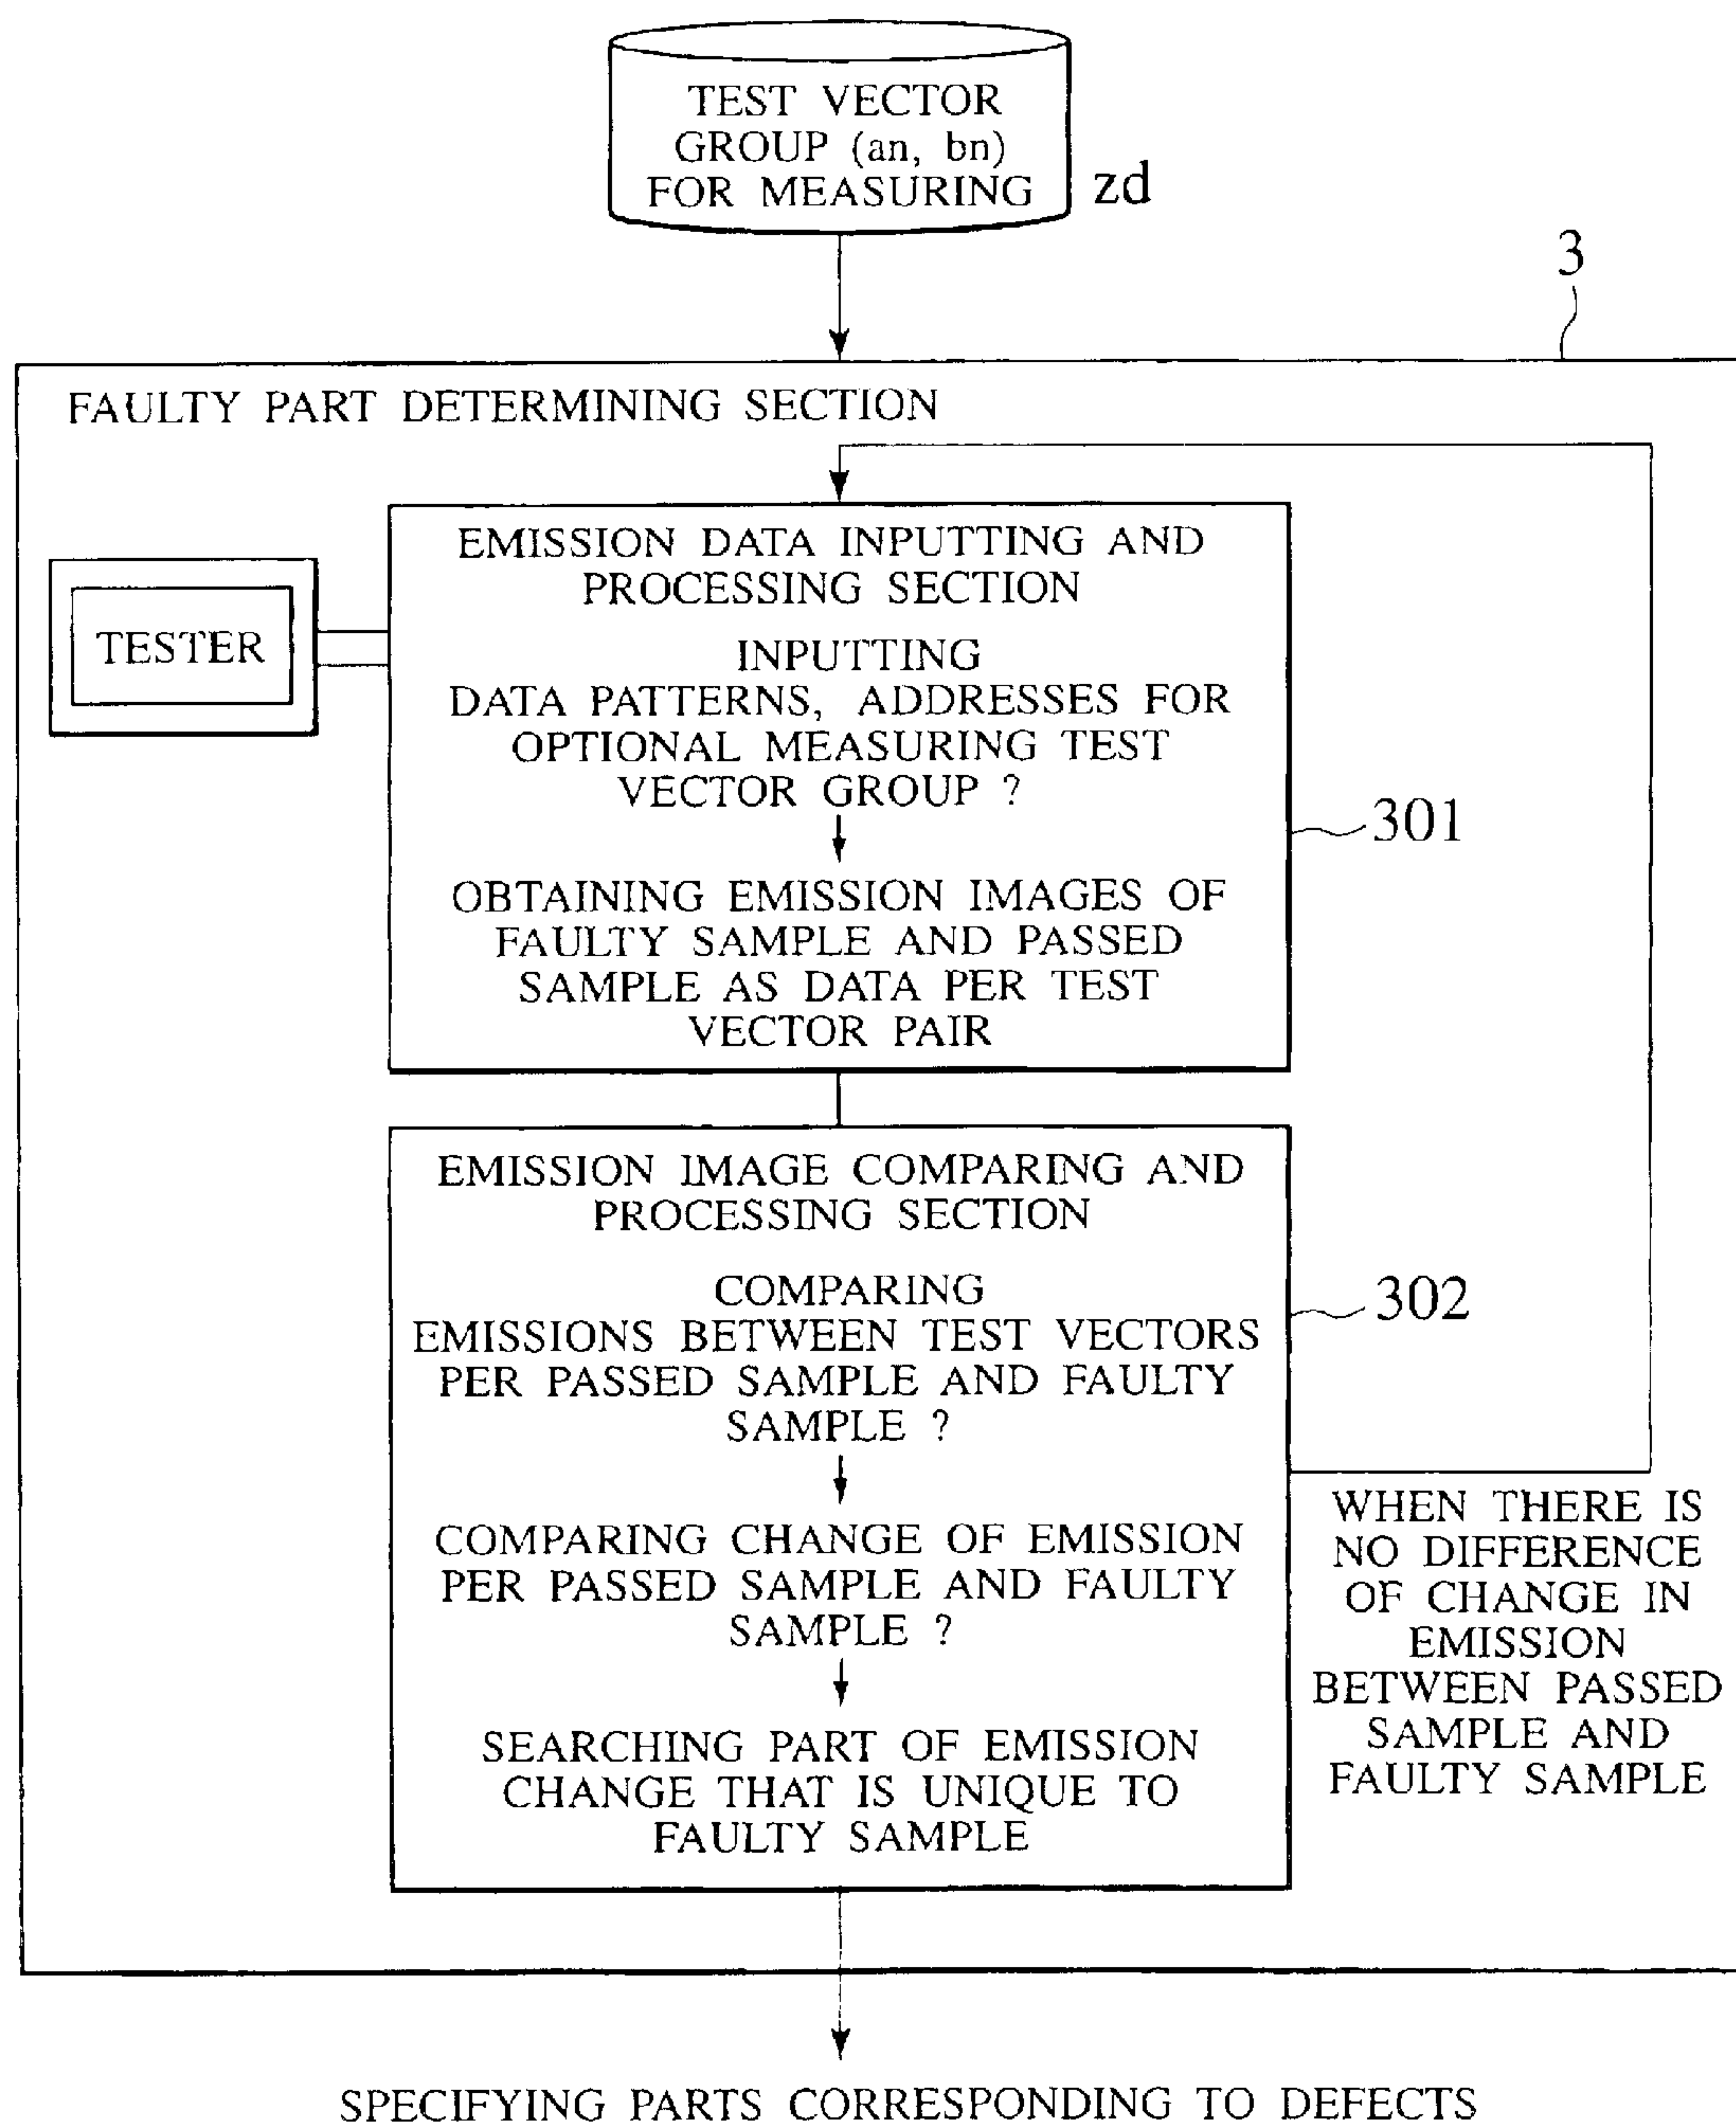 TEST VECTOR
GROUP (an, bn)
FOR MEASURING
zd
3
FAULTY PART DETERMINING SECTION
EMISSION DATA INPUTTING AND
PROCESSING SECTION
TESTER
INPUTTING
DATA PATTERNS, ADDRESSES FOR
OPTIONAL MEASURING TEST
VECTOR GROUP ?
301
OBTAINING EMISSION IMAGES OF
FAULTY SAMPLE AND PASSED
SAMPLE AS DATA PER TEST
VECTOR PAIR
EMISSION IMAGE COMPARING AND
PROCESSING SECTION
COMPARING
EMISSIONS BETWEEN TEST VECTORS
PER PASSED SAMPLE AND FAULTY
SAMPLE ?
302
COMPARING CHANGE OF EMISSION
PER PASSED SAMPLE AND FAULTY
SAMPLE ?
SEARCHING PART OF EMISSION
CHANGE THAT IS UNIQUE TO
FAULTY SAMPLE
WHEN THERE IS
NO DIFFERENCE
OF CHANGE IN
EMISSION
BETWEEN PASSED
SAMPLE AND
FAULTY SAMPLE
SPECIFYING PARTS CORRESPONDING TO DEFECTS